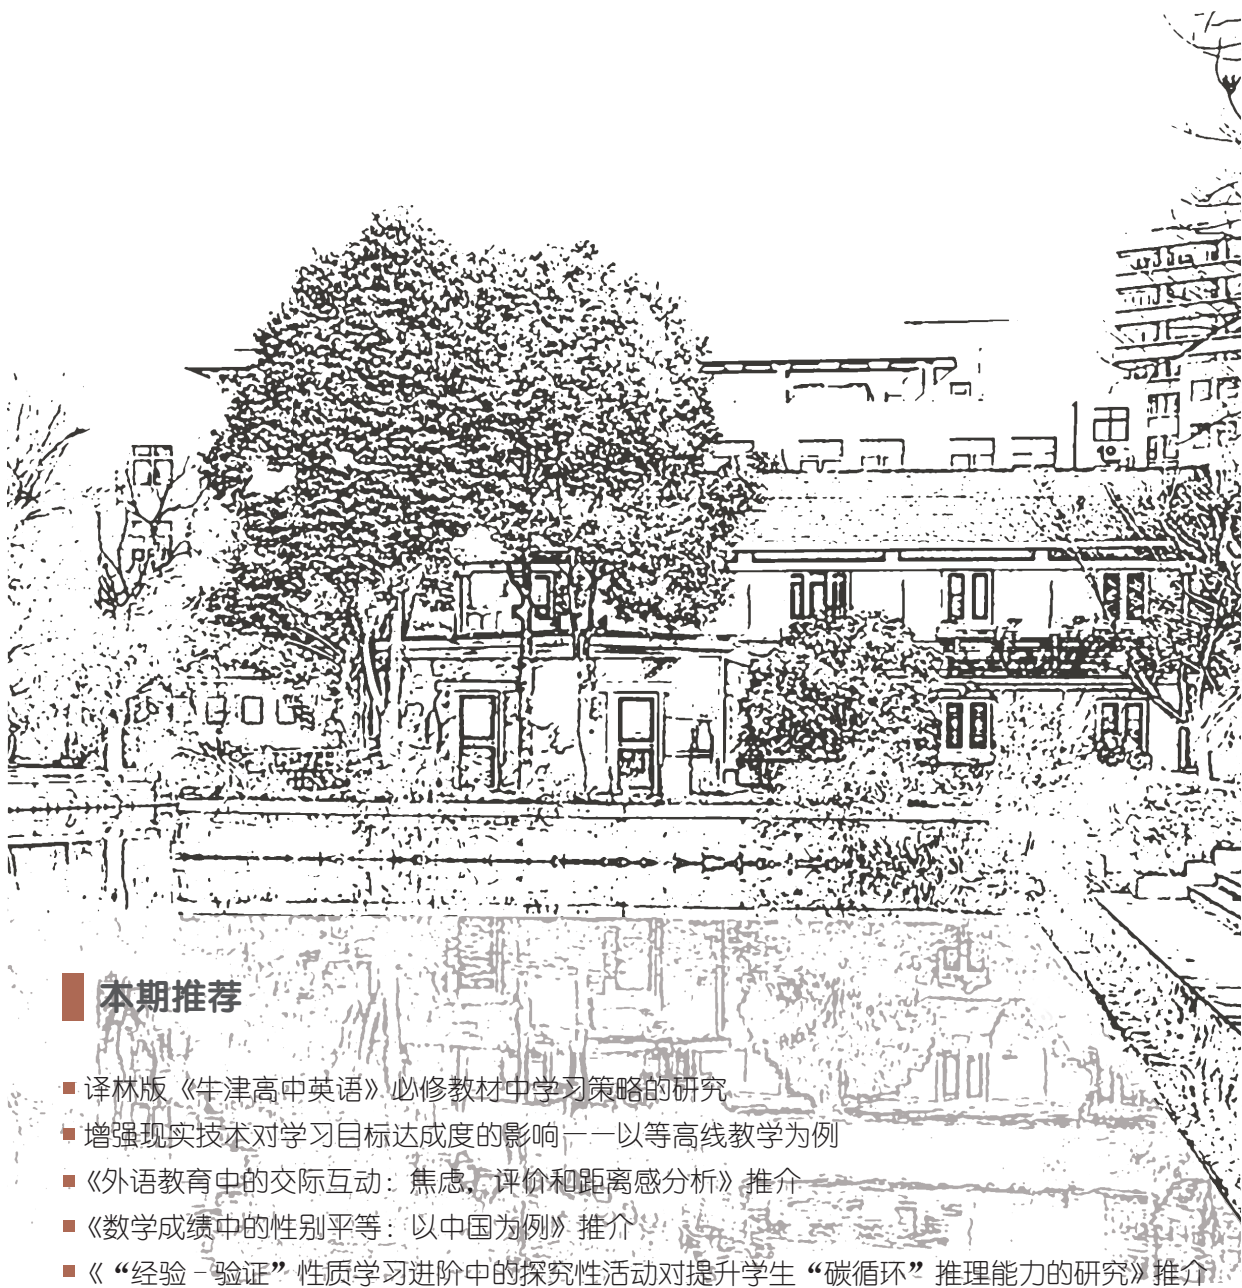 本期推荐
译林版《牛津高中英语》必修教材中学习策略的研究
增强现实技术对学习目标达成度的影响——以等高线教学为例
《外语教育中的交际互动：焦虑，评价和距离感分析》推介
《数学成绩中的性别平等：以中国为例》推介
《“经验–验证”性质学习进阶中的探究性活动对提升学生“碳循环”推理能力的研究》推介